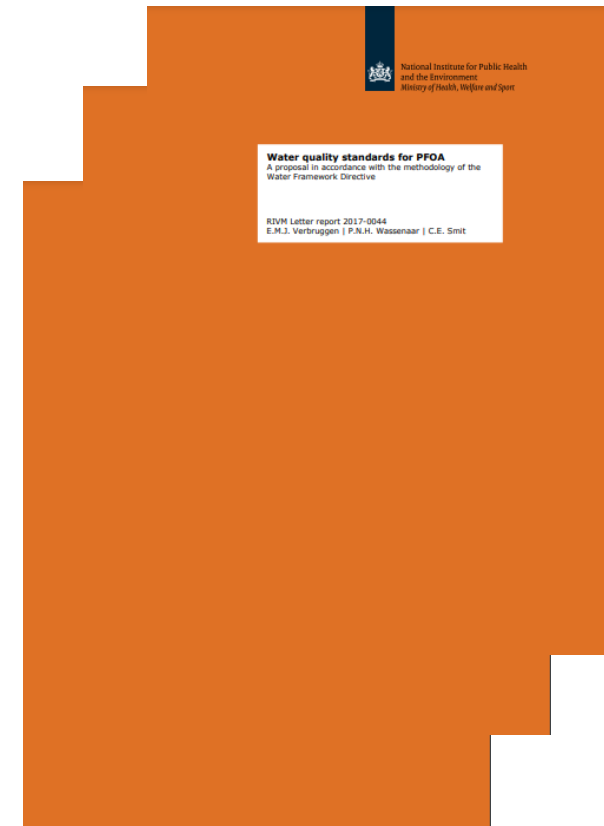 National Institute for Public Health
and the Environment
Ministry of Health, Welfare and Sport
Water quality standards for PFOA
A proposal in accordance with the methodology of the
Water Framework Directive
RIVM Letter report 2017-0044
E.M.J. Verbruggen | P.N.H. Wassenaar | C.E. Smit